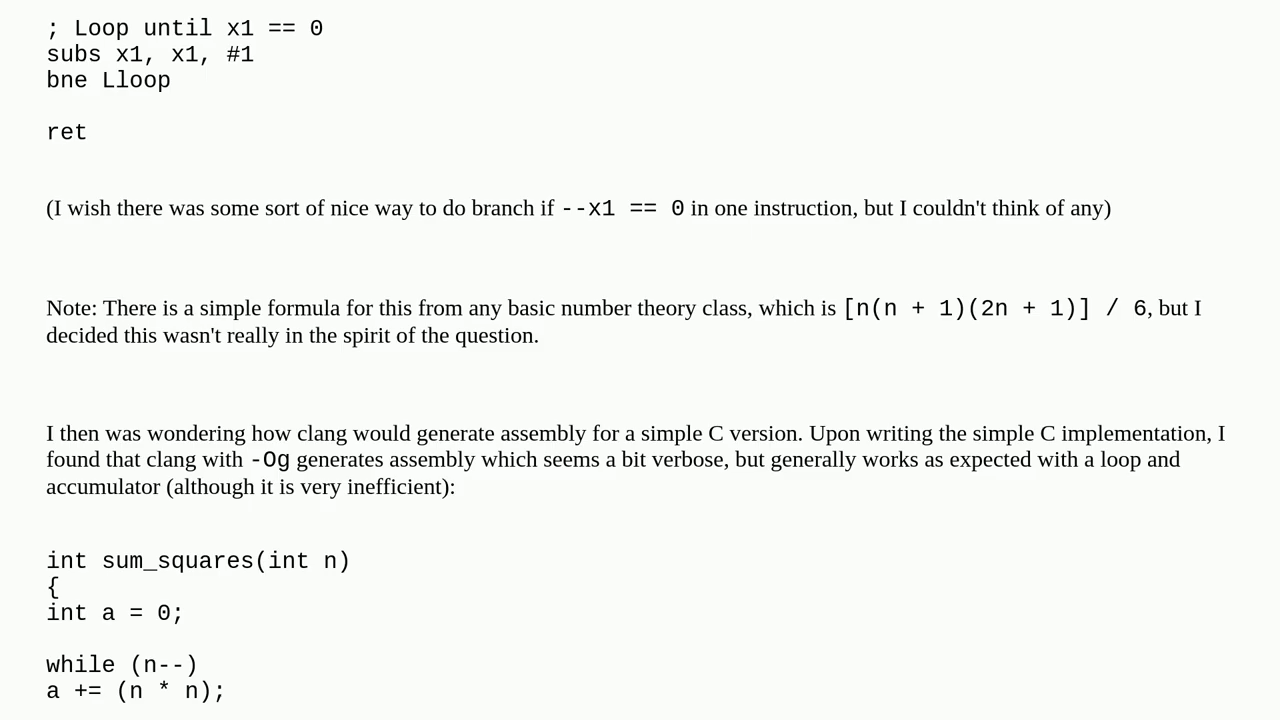 ; Loop until x1 == 0
subs x1, x1, #1
bne Lloop
ret
(I wish there was some sort of nice way to do branch if --x1 == 0 in one instruction, but I couldn't think of any)
Note: There is a simple formula for this from any basic number theory class, which is [n(n + 1)(2n + 1)] / 6, but I
decided this wasn't really in the spirit of the question.
I then was wondering how clang would generate assembly for a simple C version. Upon writing the simple C implementation, I
found that clang with -Og generates assembly which seems a bit verbose, but generally works as expected with a loop and
accumulator (although it is very inefficient):
int sum_squares(int n)
{
int a = 0;
while (n--)
a += (n * n);